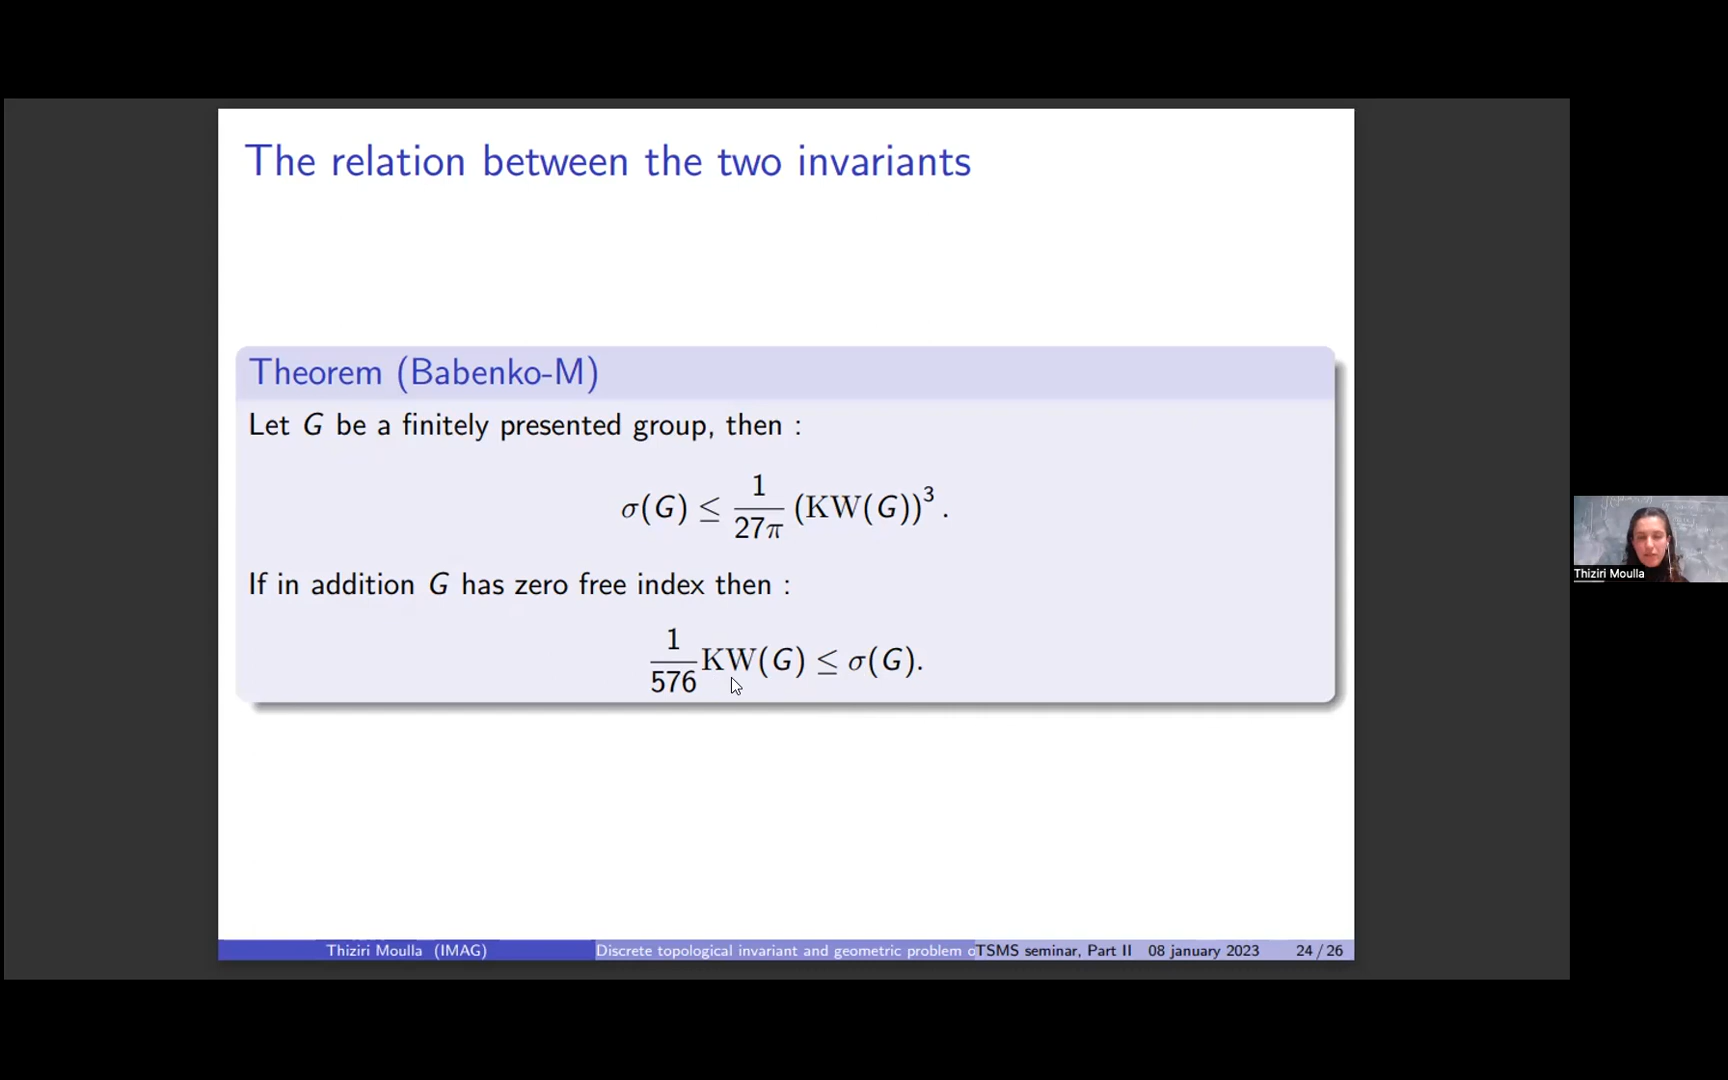 The relation between the two invariants
Theorem (Babenko-M)
Let G be a finitely presented group, then :
σ(G) ≤ \frac{1}{27π} (KW(G))³ .
If in addition G has zero free index then :
\frac{1}{576} KW(G) ≤ σ(G).
Thiziri Moulla
Thiziri Moulla (IMAG) Discrete topological invariant and geometric problem TSMS seminar, Part II 08 january 2023 24 / 26